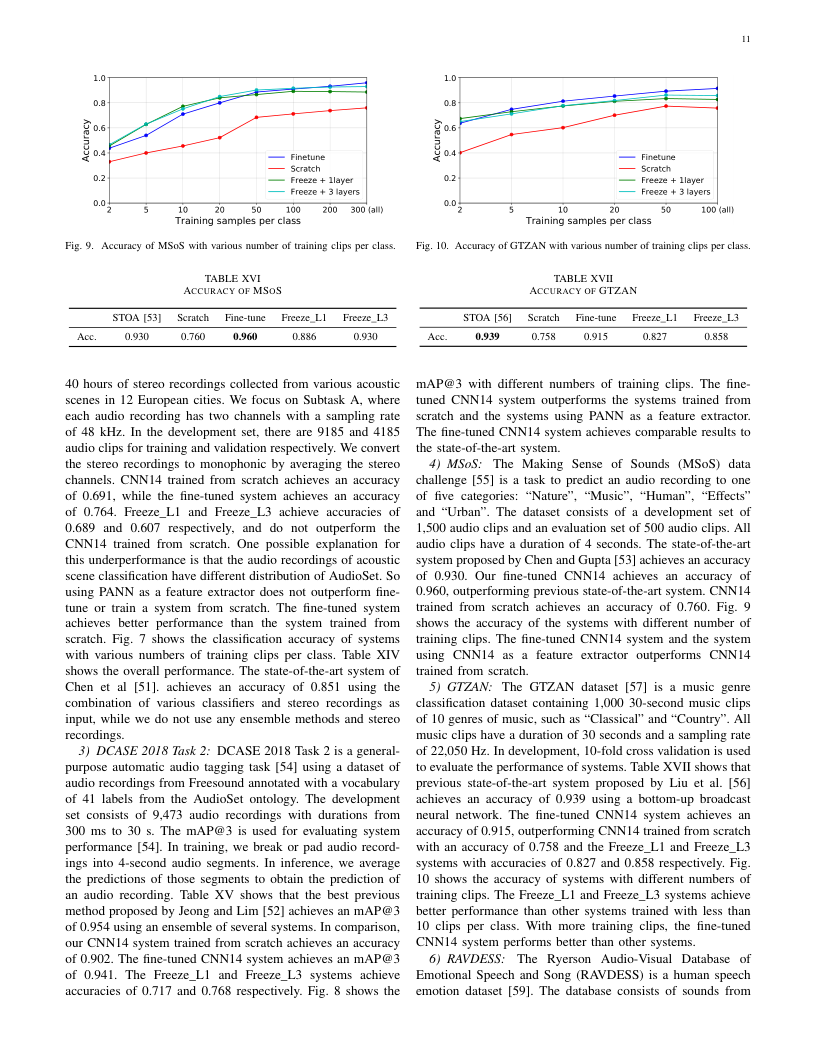 11
1.0
0.8
0.6
0.4
0.2
0.0
Accuracy
Finetune
Scratch
Freeze + 1layer
Freeze + 3 layers
2 5 10 20 50 100 200 300 (all)
Training samples per class
Fig. 9. Accuracy of MSoS with various number of training clips per class.
TABLE XVI
ACCURACY OF MSOS
STOA [53] Scratch Fine-tune Freeze_L1 Freeze_L3
Acc. 0.930 0.760 0.960 0.886 0.930
1.0
0.8
0.6
0.4
0.2
0.0
Accuracy
Finetune
Scratch
Freeze + 1layer
Freeze + 3 layers
2 5 10 20 50 100 (all)
Training samples per class
Fig. 10. Accuracy of GTZAN with various number of training clips per class.
TABLE XVII
ACCURACY OF GTZAN
STOA [56] Scratch Fine-tune Freeze_L1 Freeze_L3
Acc. 0.939 0.758 0.915 0.827 0.858
40 hours of stereo recordings collected from various acoustic
scenes in 12 European cities. We focus on Subtask A, where
each audio recording has two channels with a sampling rate
of 48 kHz. In the development set, there are 9185 and 4185
audio clips for training and validation respectively. We convert
the stereo recordings to monophonic by averaging the stereo
channels. CNN14 trained from scratch achieves an accuracy
of 0.691, while the fine-tuned system achieves an accuracy
of 0.764. Freeze_L1 and Freeze_L3 achieve accuracies of
0.689 and 0.607 respectively, and do not outperform the
CNN14 trained from scratch. One possible explanation for
this underperformance is that the audio recordings of acoustic
scene classification have different distribution of AudioSet. So
using PANN as a feature extractor does not outperform fine-
tune or train a system from scratch. The fine-tuned system
achieves better performance than the system trained from
scratch. Fig. 7 shows the classification accuracy of systems
with various numbers of training clips per class. Table XIV
shows the overall performance. The state-of-the-art system of
Chen et al [51]. achieves an accuracy of 0.851 using the
combination of various classifiers and stereo recordings as
input, while we do not use any ensemble methods and stereo
recordings.
3) DCASE 2018 Task 2: DCASE 2018 Task 2 is a general-
purpose automatic audio tagging task [54] using a dataset of
audio recordings from Freesound annotated with a vocabulary
of 41 labels from the AudioSet ontology. The development
set consists of 9,473 audio recordings with durations from
300 ms to 30 s. The mAP@3 is used for evaluating system
performance [54]. In training, we break or pad audio record-
ings into 4-second audio segments. In inference, we average
the predictions of those segments to obtain the prediction of
an audio recording. Table XV shows that the best previous
method proposed by Jeong and Lim [52] achieves an mAP@3
of 0.954 using an ensemble of several systems. In comparison,
our CNN14 system trained from scratch achieves an accuracy
of 0.902. The fine-tuned CNN14 system achieves an mAP@3
of 0.941. The Freeze_L1 and Freeze_L3 systems achieve
accuracies of 0.717 and 0.768 respectively. Fig. 8 shows the
mAP@3 with different numbers of training clips. The fine-
tuned CNN14 system outperforms the systems trained from
scratch and the systems using PANN as a feature extractor.
The fine-tuned CNN14 system achieves comparable results to
the state-of-the-art system.
4) MSoS: The Making Sense of Sounds (MSoS) data
challenge [55] is a task to predict an audio recording to one
of five categories: “Nature”, “Music”, “Human”, “Effects”
and “Urban”. The dataset consists of a development set of
1,500 audio clips and an evaluation set of 500 audio clips. All
audio clips have a duration of 4 seconds. The state-of-the-art
system proposed by Chen and Gupta [53] achieves an accuracy
of 0.930. Our fine-tuned CNN14 achieves an accuracy of
0.960, outperforming previous state-of-the-art system. CNN14
trained from scratch achieves an accuracy of 0.760. Fig. 9
shows the accuracy of the systems with different number of
training clips. The fine-tuned CNN14 system and the system
using CNN14 as a feature extractor outperforms CNN14
trained from scratch.
5) GTZAN: The GTZAN dataset [57] is a music genre
classification dataset containing 1,000 30-second music clips
of 10 genres of music, such as “Classical” and “Country”. All
music clips have a duration of 30 seconds and a sampling rate
of 22,050 Hz. In development, 10-fold cross validation is used
to evaluate the performance of systems. Table XVII shows that
previous state-of-the-art system proposed by Liu et al. [56]
achieves an accuracy of 0.939 using a bottom-up broadcast
neural network. The fine-tuned CNN14 system achieves an
accuracy of 0.915, outperforming CNN14 trained from scratch
with an accuracy of 0.758 and the Freeze_L1 and Freeze_L3
systems with accuracies of 0.827 and 0.858 respectively. Fig.
10 shows the accuracy of systems with different numbers of
training clips. The Freeze_L1 and Freeze_L3 systems achieve
better performance than other systems trained with less than
10 clips per class. With more training clips, the fine-tuned
CNN14 system performs better than other systems.
6) RAVDESS: The Ryerson Audio-Visual Database of
Emotional Speech and Song (RAVDESS) is a human speech
emotion dataset [59]. The database consists of sounds from